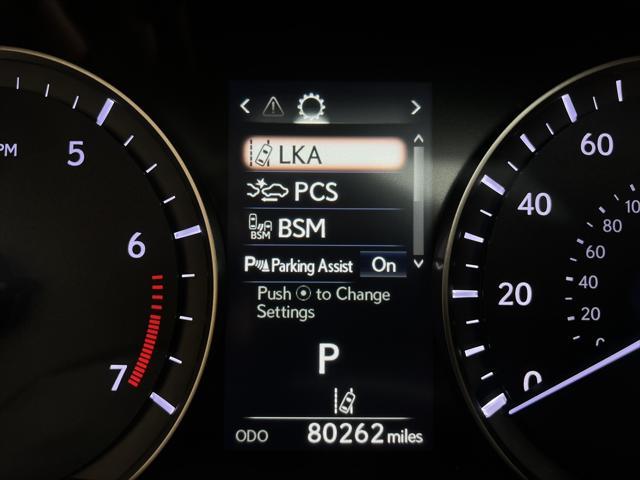 PM
5
6
7
LKA
PCS
BSM BSM
P Parking Assist On
Push to Change
Settings
P
ODO 80262 miles
60
40
20
0
80
60
40
20